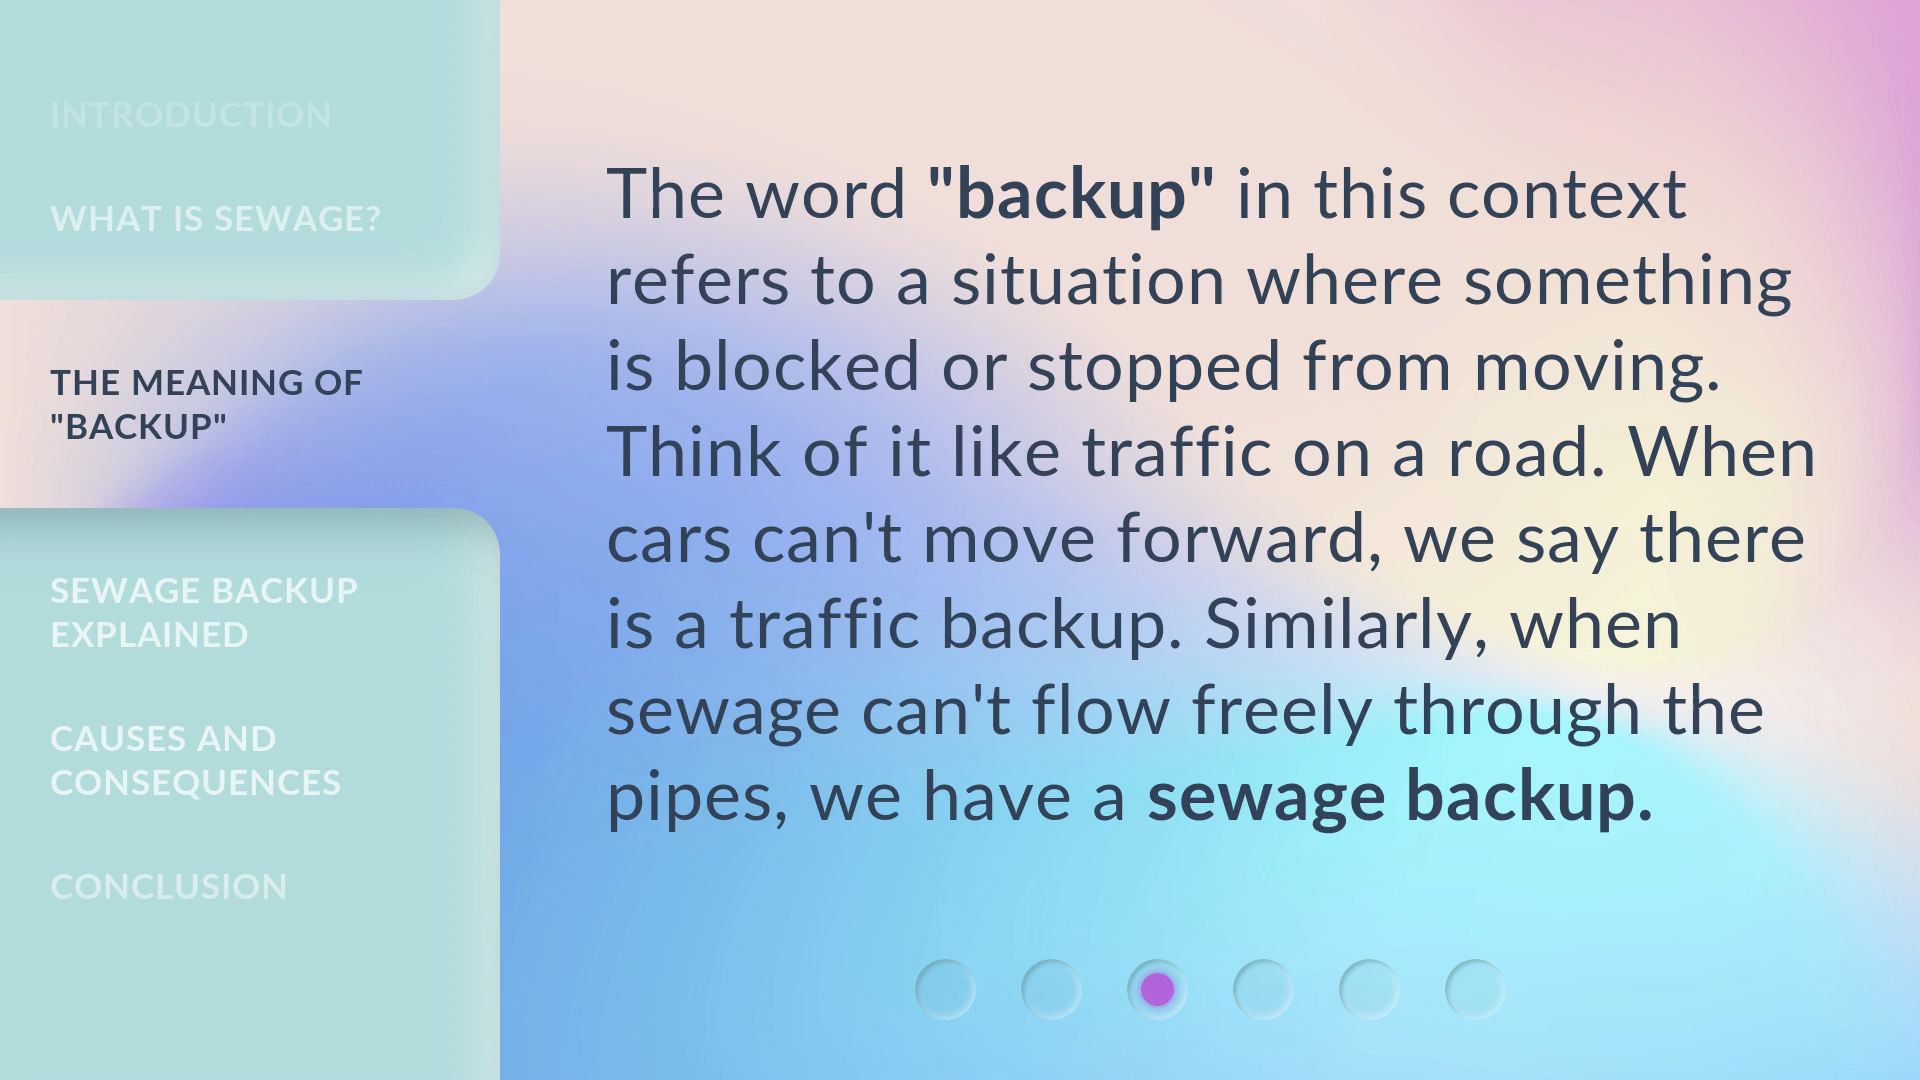 INTRODUCTION
WHAT IS SEWAGE?
THE MEANING OF
"BACKUP"
SEWAGE BACKUP
EXPLAINED
CAUSES AND
CONSEQUENCES
CONCLUSION
The word "backup" in this context
refers to a situation where something
is blocked or stopped from moving.
Think of it like traffic on a road. When
cars can't move forward, we say there
is a traffic backup. Similarly, when
sewage can't flow freely through the
pipes, we have a sewage backup.